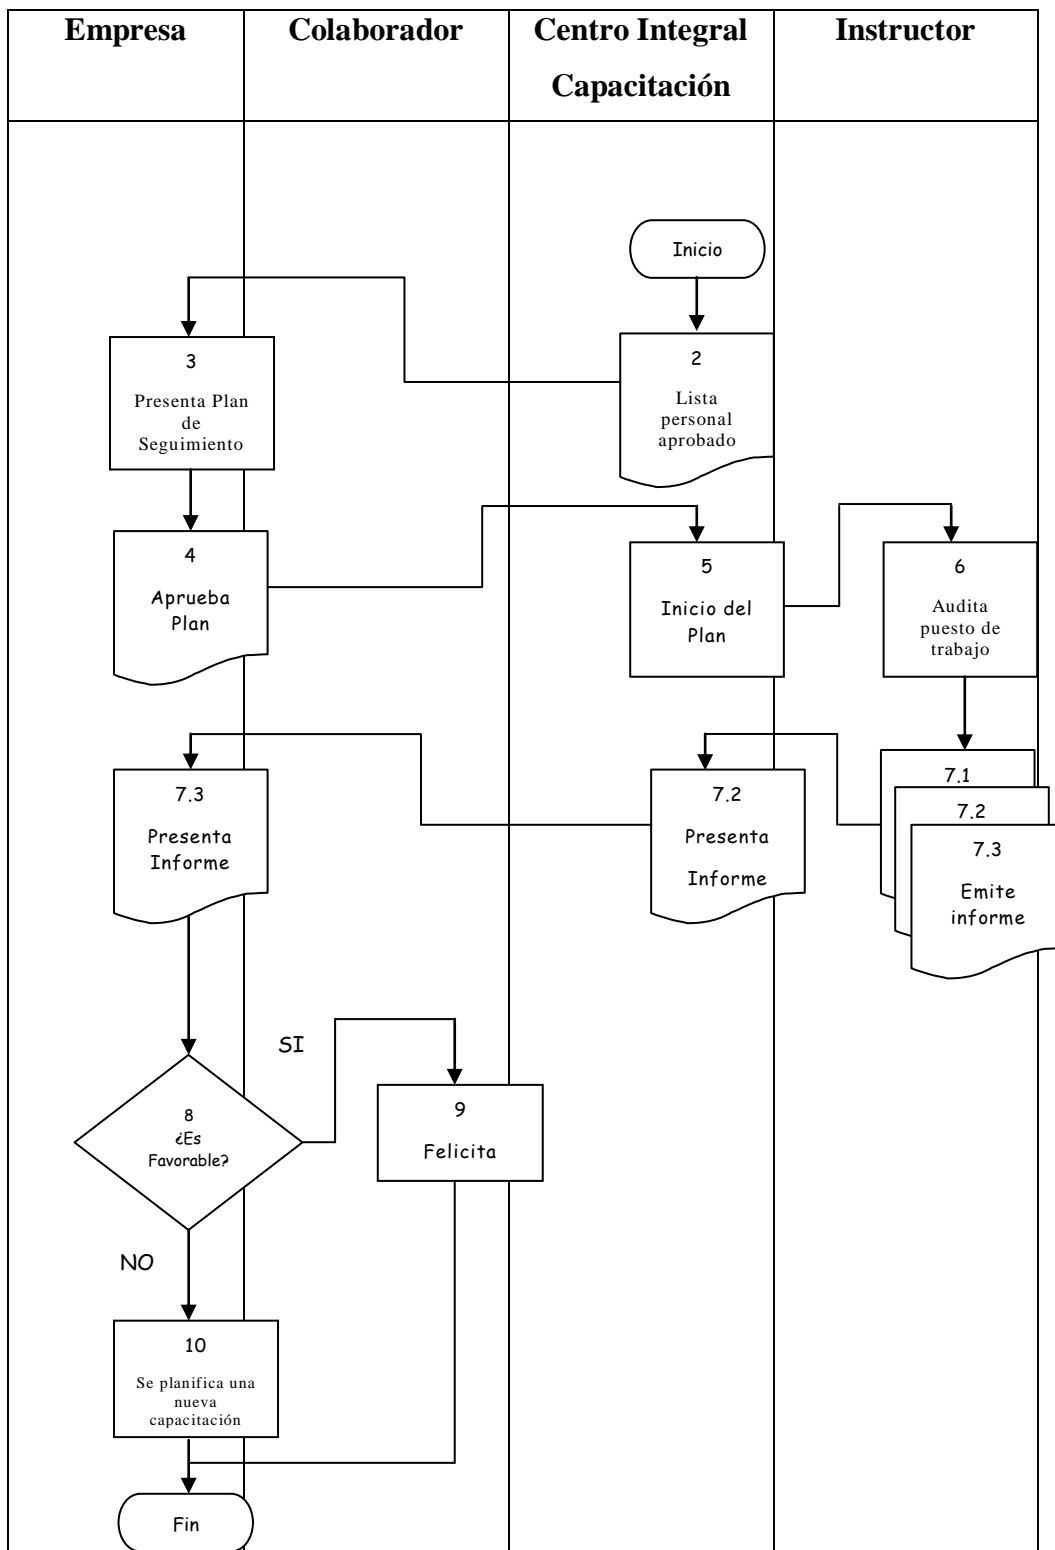 Empresa
Colaborador
Centro Integral
Capacitación
Instructor
Inicio
3
Presenta Plan
de
Seguimiento
2
Lista
personal
aprobado
4
Aprueba
Plan
5
Inicio del
Plan
6
Audita
puesto de
trabajo
7.3
Presenta
Informe
7.2
Presenta
Informe
7.1
7.2
7.3
Emite
informe
SI
8
¿Es
Favorable?
9
Felicita
NO
10
Se planifica una
nueva
capacitación
Fin